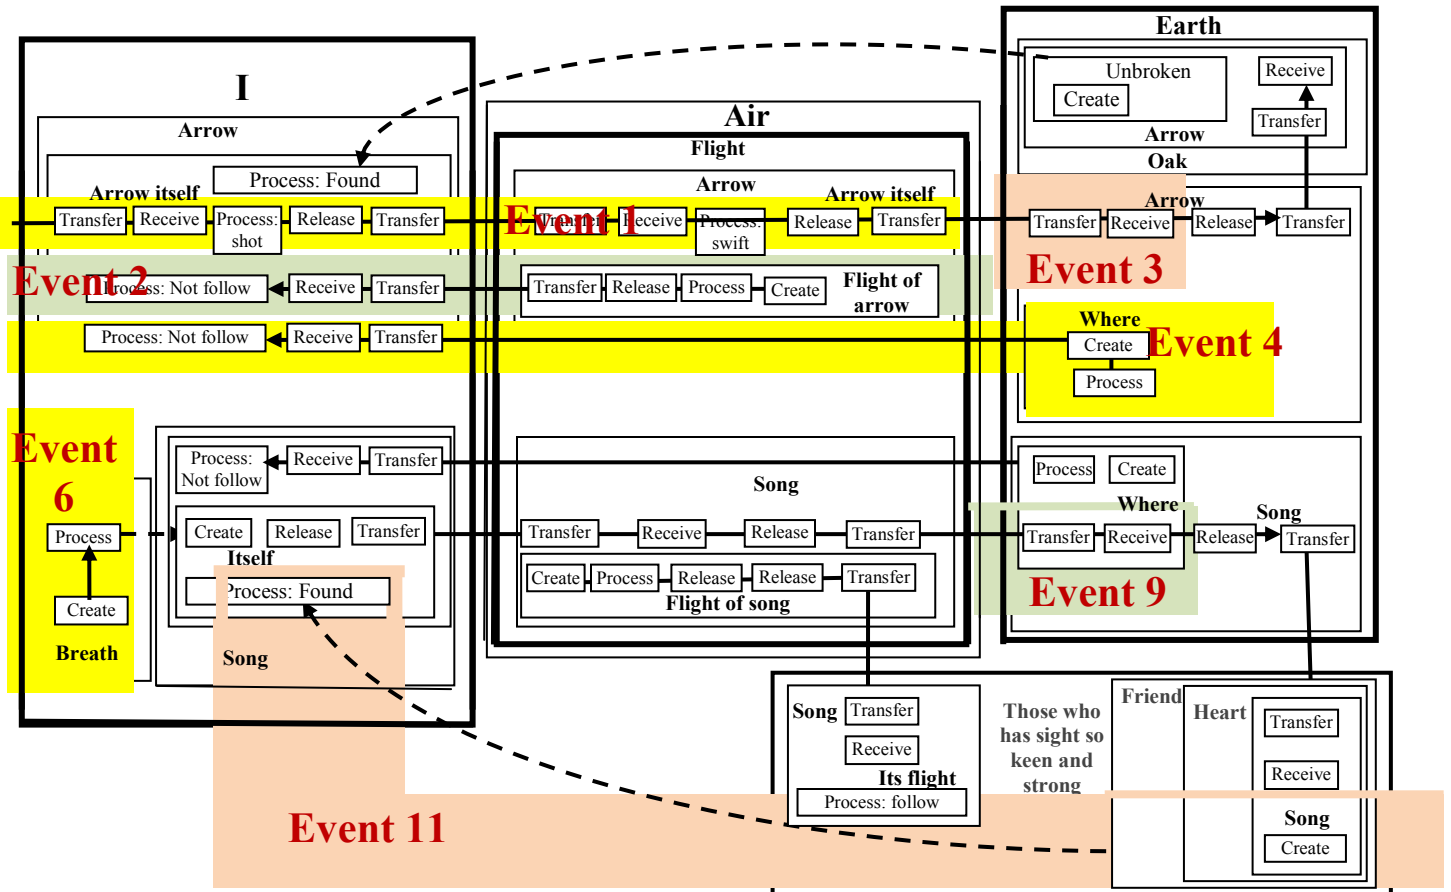 Earth
I
Arrow
Process: Found
Arrow itself
Transfer
Receive
Process:
shot
Release
Transfer
Event 2
Process: Not follow
Receive
Transfer
Process: Not follow
Receive
Transfer
Event
6
Process
Create
Breath
Process:
Not follow
Receive
Transfer
Create
Release
Transfer
Itself
Process: Found
Song
Air
Flight
Arrow
Arrow itself
Event 1
Transfer
Receive
Process:
swift
Release
Transfer
Transfer
Release
Process
Create
Flight of
arrow
Song
Transfer
Receive
Release
Transfer
Create
Process
Release
Release
Transfer
Flight of song
Unbroken
Create
Receive
Transfer
Arrow
Oak
Arrow
Transfer
Receive
Release
Transfer
Event 3
Where
Create
Event 4
Process
Process
Create
Where
Song
Transfer
Receive
Release
Transfer
Event 9
Song
Transfer
Receive
Its flight
Process: follow
Those who
has sight so
keen and
strong
Friend
Heart
Transfer
Receive
Song
Create
Event 11